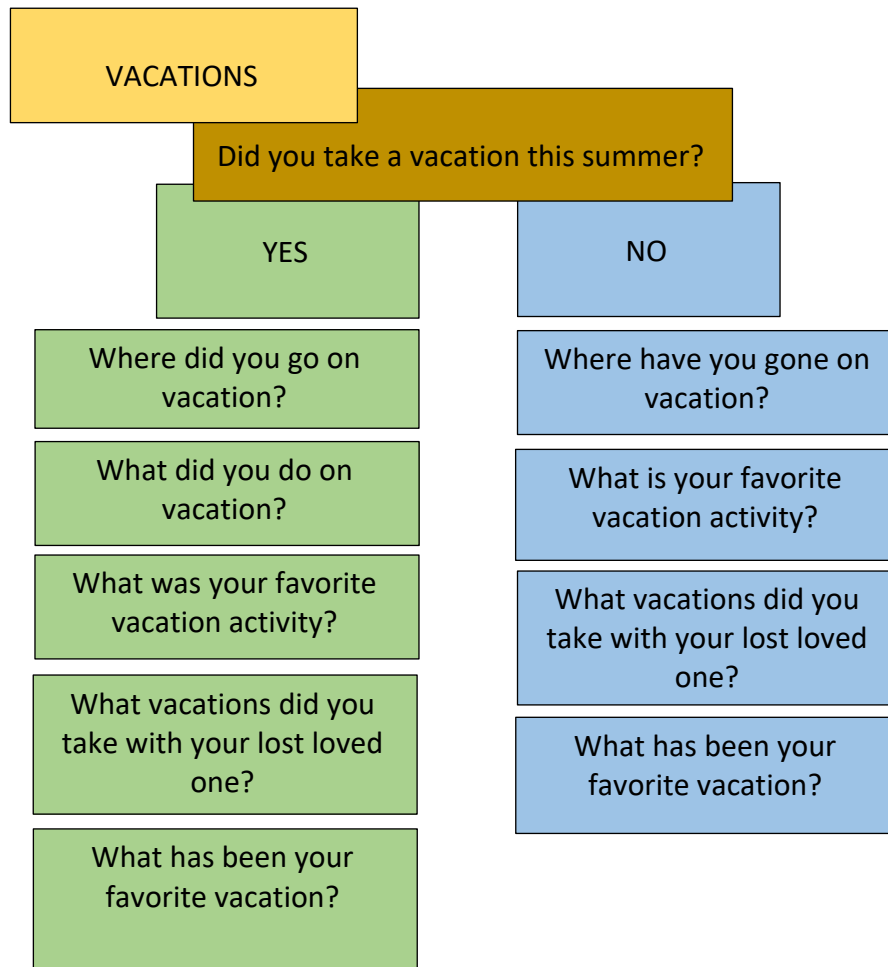 VACATIONS
Did you take a vacation this summer?
YES
Where did you go on
vacation?
What did you do on
vacation?
What was your favorite
vacation activity?
What vacations did you
take with your lost loved
one?
What has been your
favorite vacation?
NO
Where have you gone on
vacation?
What is your favorite
vacation activity?
What vacations did you
take with your lost loved
one?
What has been your
favorite vacation?